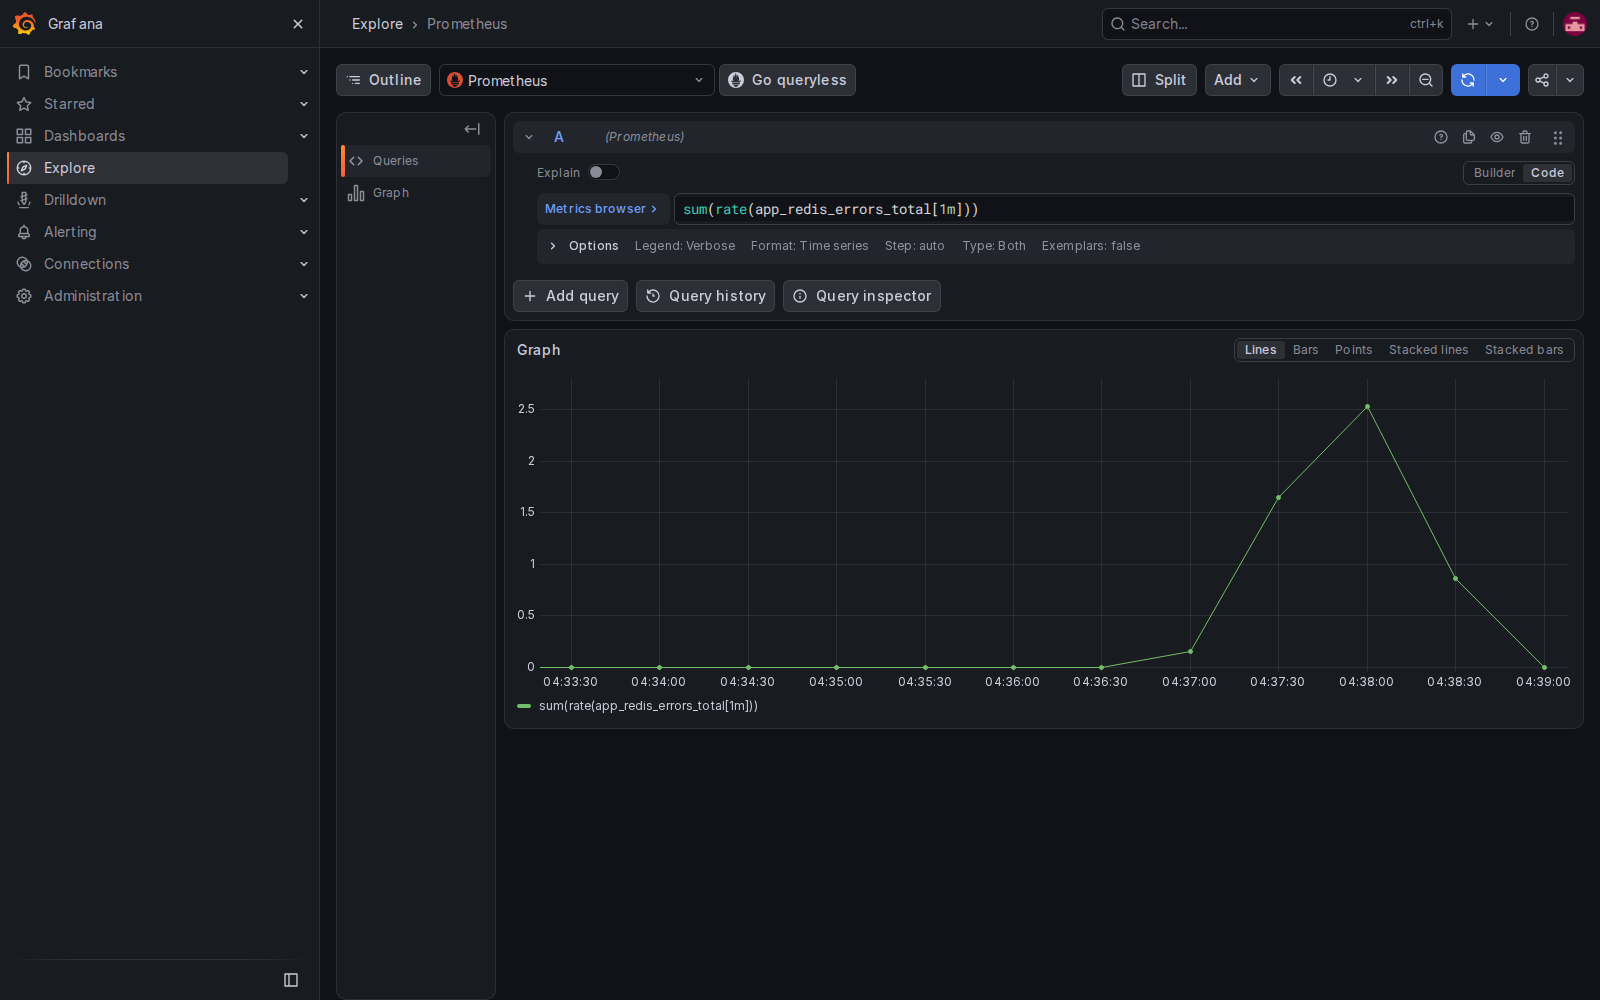 Grafana
Explore › Prometheus
Search...
ctrl+k
Bookmarks
Starred
Dashboards
Explore
Drilldown
Alerting
Connections
Administration
Outline
Prometheus
Go queryless
Split
Add
Queries
Graph
A
(Prometheus)
Explain
Builder
Code
Metrics browser
sum(rate(app_redis_errors_total[1m]))
Options
Legend: Verbose
Format: Time series
Step: auto
Type: Both
Exemplars: false
Add query
Query history
Query inspector
Graph
Lines
Bars
Points
Stacked lines
Stacked bars
2.5
2
1.5
1
0.5
0
04:33:30
04:34:00
04:34:30
04:35:00
04:35:30
04:36:00
04:36:30
04:37:00
04:37:30
04:38:00
04:38:30
04:39:00
sum(rate(app_redis_errors_total[1m]))